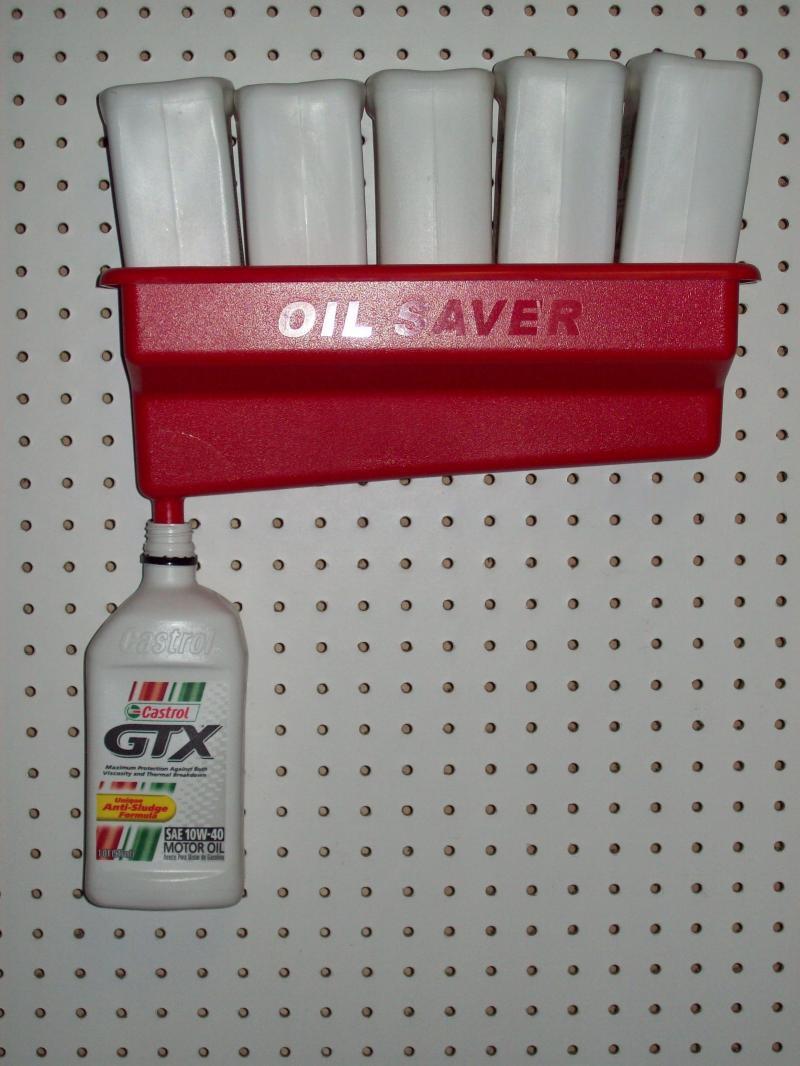 OIL SAVER
Castrol
Castrol
GTX
Maximum Protection Against Both
Viscosity and Thermal Breakdown
Unique
Anti-Sludge
Formula
SAE 10W-40
MOTOR OIL